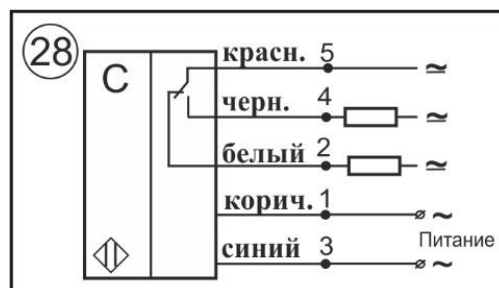 28
C
красн. 5 ≃
черн. 4 ≃
белый 2 ≃
корич. 1 ~
Питание
синий 3 ~